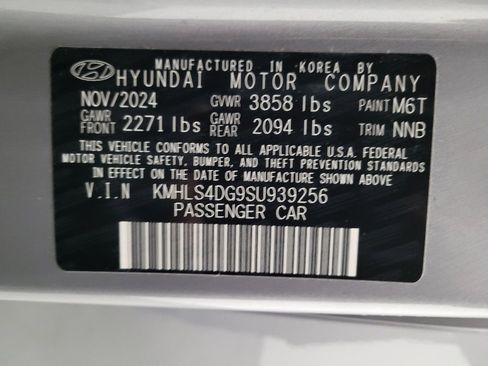 MANUFACTURED IN KOREA BY
HYUNDAI MOTOR COMPANY
NOV/2024 GVWR 3858 lbs PAINT M6T
GAWR FRONT 2271 lbs GAWR REAR 2094 lbs TRIM NNB
THIS VEHICLE CONFORMS TO ALL APPLICABLE U.S.A. FEDERAL
MOTOR VEHICLE SAFETY, BUMPER, AND THEFT PREVENTION STANDARDS
IN EFFECT ON THE DATE OF MANUFACTURE SHOWN ABOVE.
V.I.N KMHLS4DG9SU939256
PASSENGER CAR